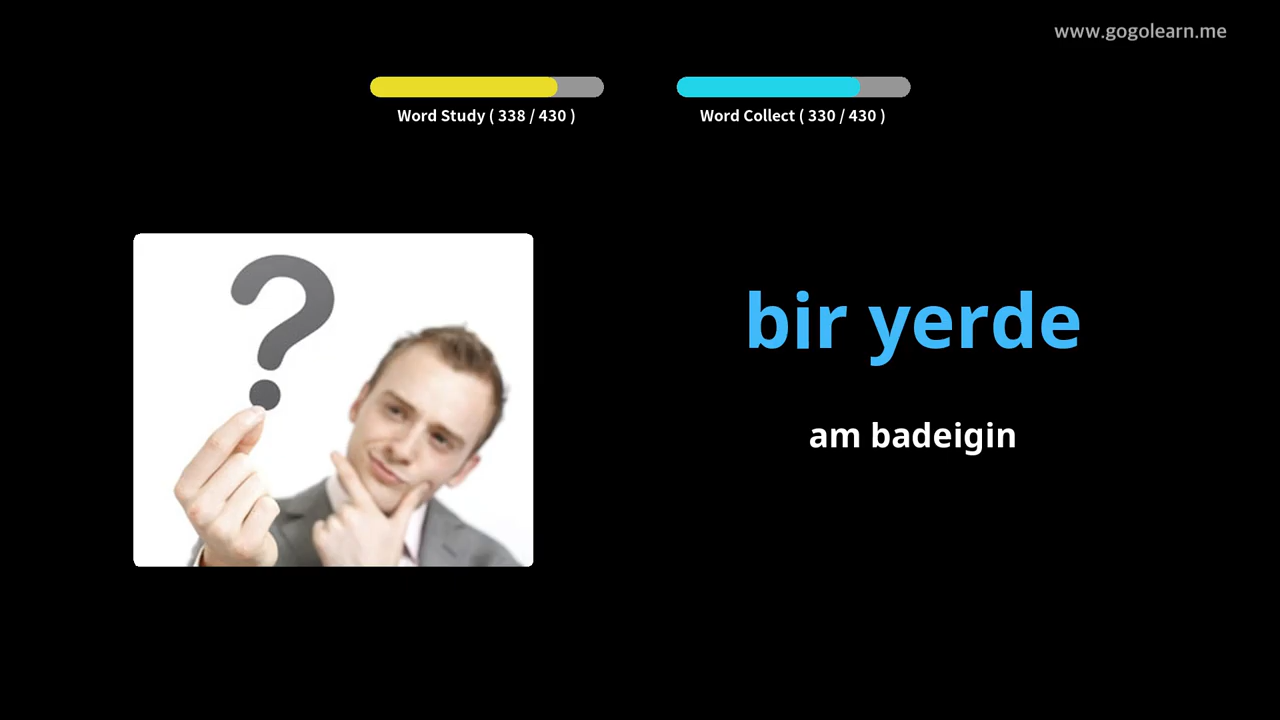 www.gogolearn.me
Word Study ( 338 / 430 )
Word Collect ( 330 / 430 )
bir yerde
am badeigin